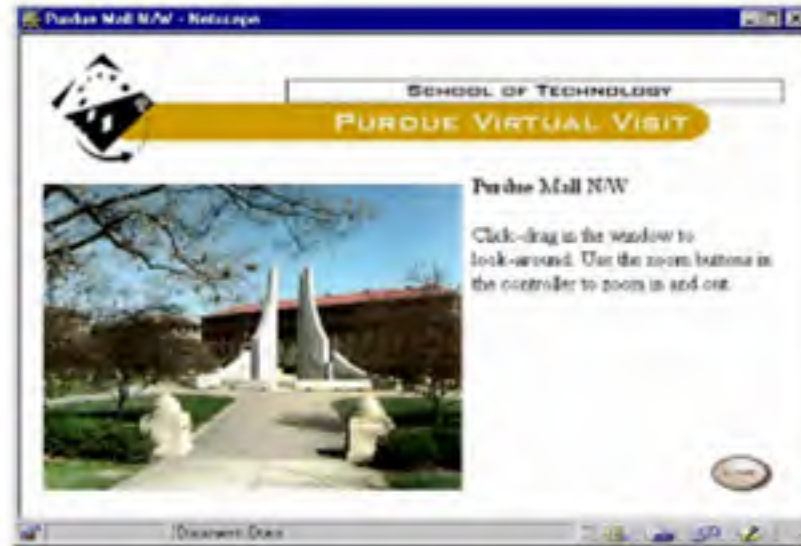 Purdue Mall N/W - Netscape
SCHOOL OF TECHNOLOGY
PURDUE VIRTUAL VISIT
Purdue Mall N/W
Click-drag in the window to
look-around. Use the zoom buttons in
the controller to zoom in and out.
Document: Done